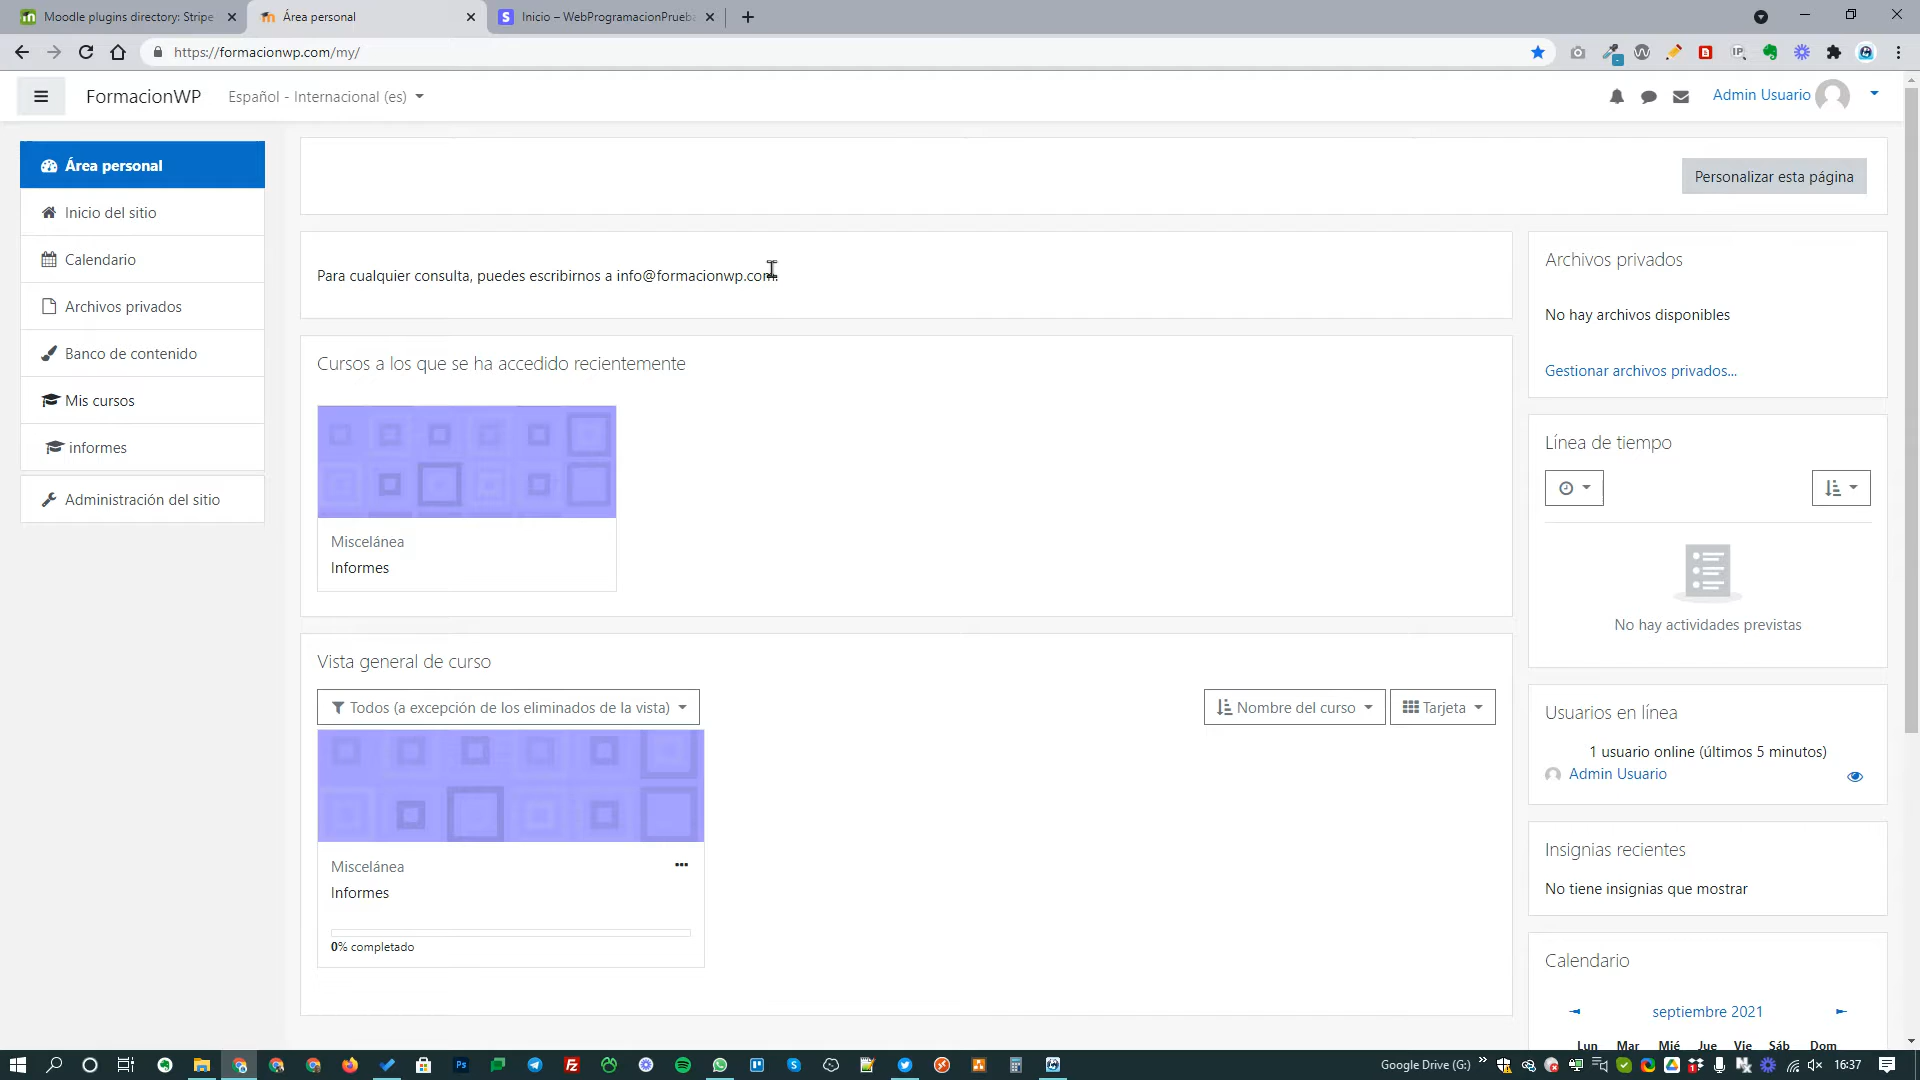 Moodle plugins directory: Stripe
Área personal
Inicio – WebProgramacionPrueba
https://formacionwp.com/my/
FormacionWP
Español - Internacional (es)
Admin Usuario
Área personal
Inicio del sitio
Calendario
Archivos privados
Banco de contenido
Mis cursos
informes
Administración del sitio
Personalizar esta página
Para cualquier consulta, puedes escribirnos a info@formacionwp.com.
Cursos a los que se ha accedido recientemente
Miscelánea
Informes
Vista general de curso
Todos (a excepción de los eliminados de la vista)
Nombre del curso
Tarjeta
Miscelánea
Informes
0% completado
Archivos privados
No hay archivos disponibles
Gestionar archivos privados...
Línea de tiempo
No hay actividades previstas
Usuarios en línea
1 usuario online (últimos 5 minutos)
Admin Usuario
Insignias recientes
No tiene insignias que mostrar
Calendario
septiembre 2021
Lun Mar Mié Jue Vie Sáb Dom
Google Drive (G:)
16:37